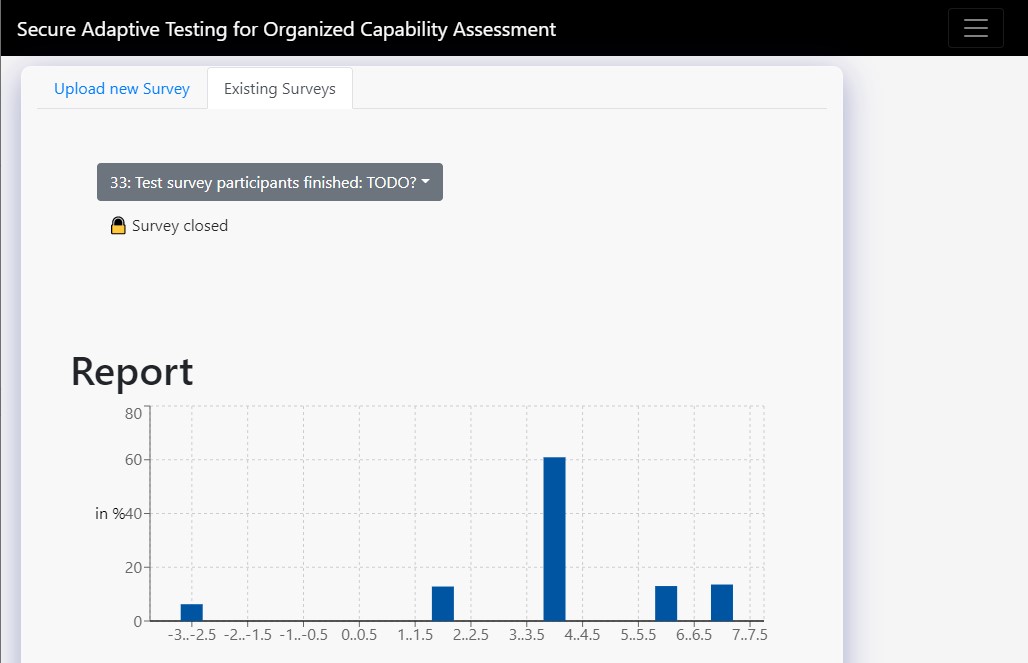 Secure Adaptive Testing for Organized Capability Assessment
Upload new Survey
Existing Surveys
33: Test survey participants finished: TODO?
Survey closed
Report
80
60
in %
40
20
0
-3..-2.5 -2..-1.5 -1..-0.5 0..0.5 1..1.5 2..2.5 3..3.5 4..4.5 5..5.5 6..6.5 7..7.5